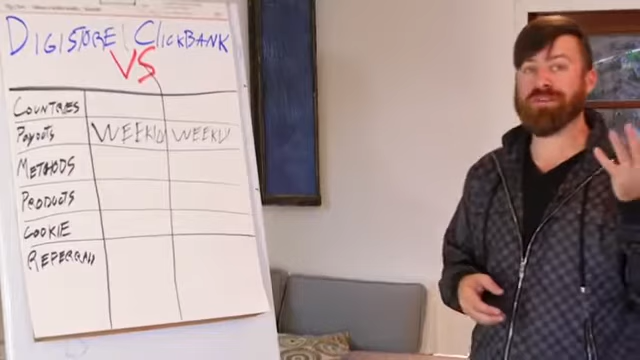 DIGISTORE | CLICKBANK
VS
COUNTRIES
PAYOUTS WEEKLY WEEKLY
METHODS
PRODUCTS
COOKIE